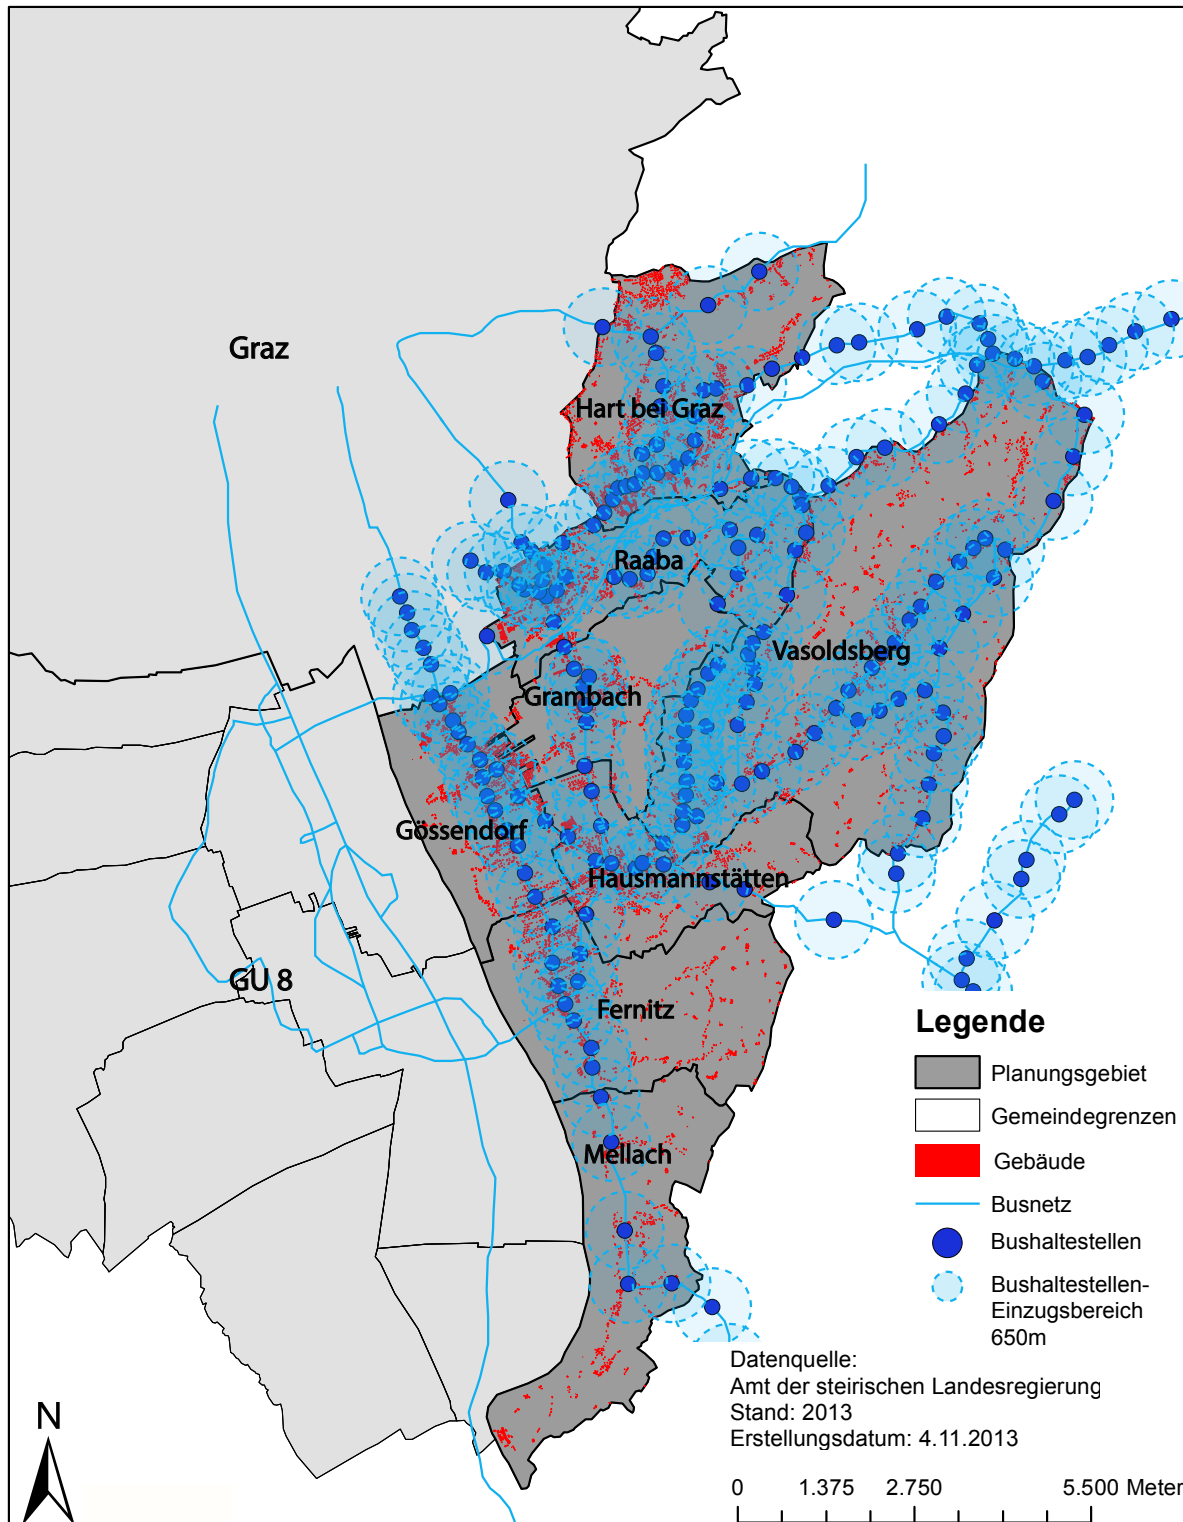 Graz
Hart bei Graz
Raaba
Vasoldsberg
Grambach
Gössendorf
Hausmannstätten
GU 8
Fernitz
Mellach
Legende
Planungsgebiet
Gemeindegrenzen
Gebäude
Busnetz
Bushaltestellen
Bushaltestellen-
Einzugsbereich
650m
Datenquelle:
Amt der steirischen Landesregierung
Stand: 2013
Erstellungsdatum: 4.11.2013
N
0 1.375 2.750 5.500 Meter